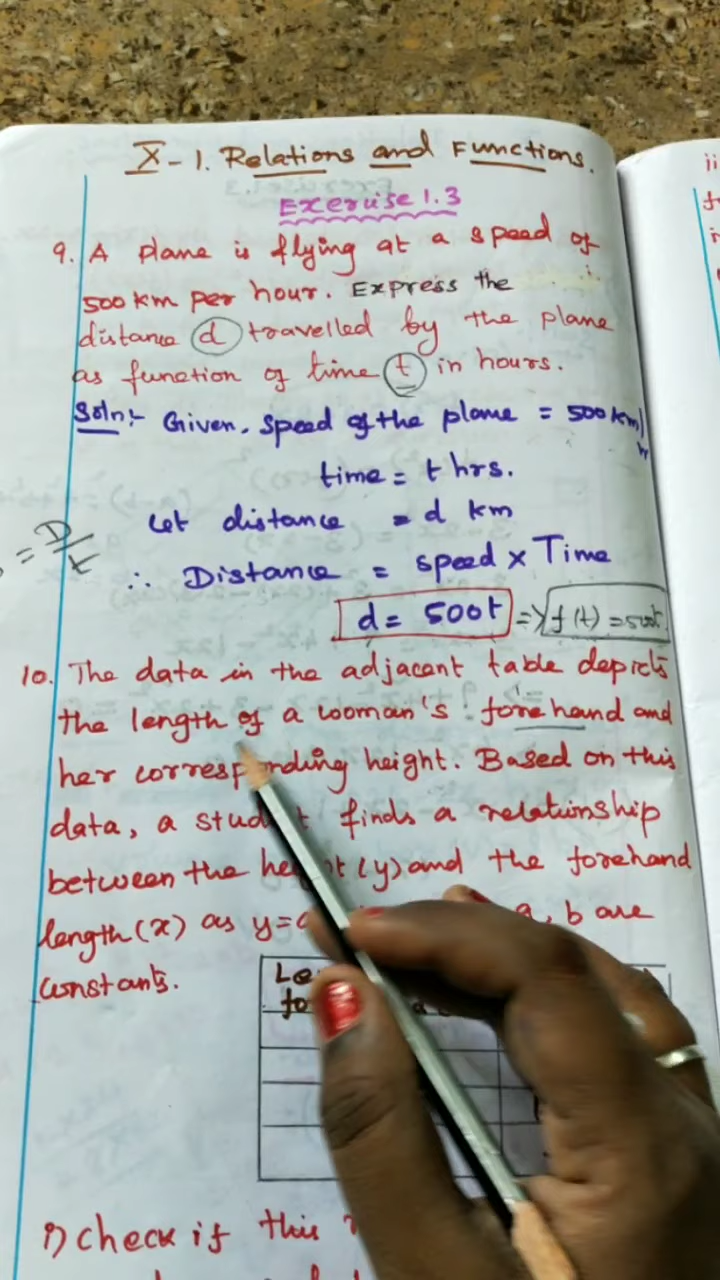 X-1. Relations and Functions.
Exercise 1.3
9. A plane is flying at a speed of
500 km per hour. Express the
distance d travelled by the plane
as function of time t in hours.
Soln:- Given, speed of the plane = 500 km/
hr
time = t hrs.
Let distance = d km
= D/t
∴ Distance = speed × Time
d = 500t => f(t) = 500t
10. The data in the adjacent table depicts
the length of a woman's forehand and
her corresponding height. Based on this
data, a student finds a relationship
between the height (y) and the forehand
length (x) as y=a, b are
constants.
i) check if this